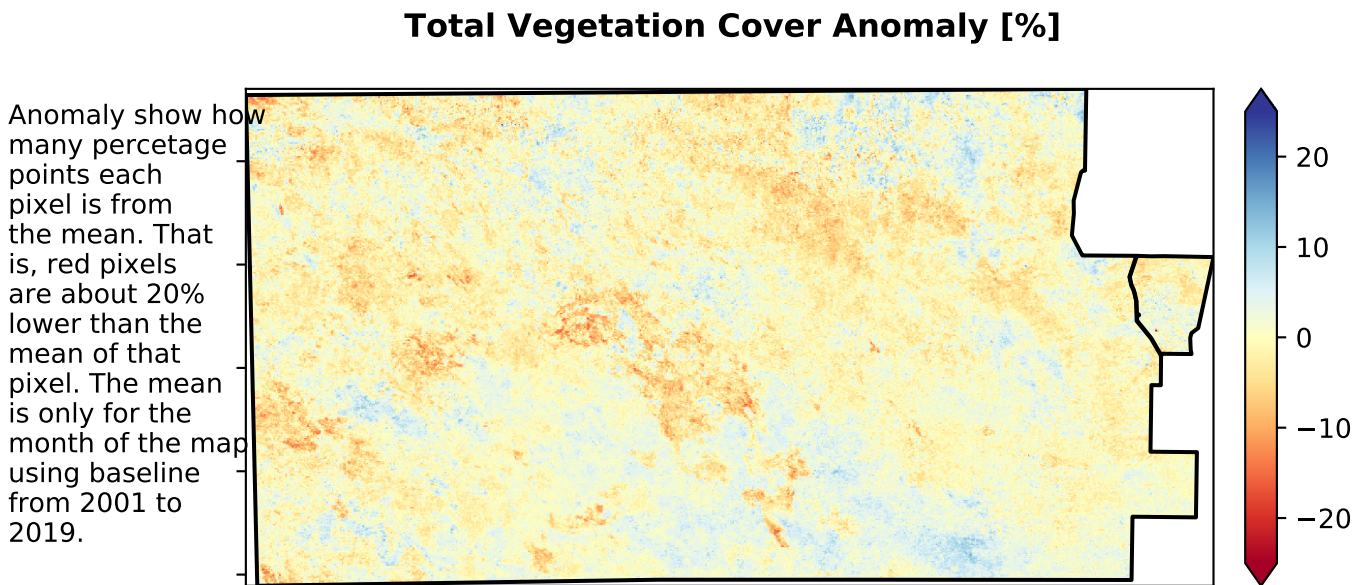 Total Vegetation Cover Anomaly [%]
Anomaly show how
many percetage
points each
pixel is from
the mean. That
is, red pixels
are about 20%
lower than the
mean of that
pixel. The mean
is only for the
month of the map
using baseline
from 2001 to
2019.
20
10
0
−10
−20